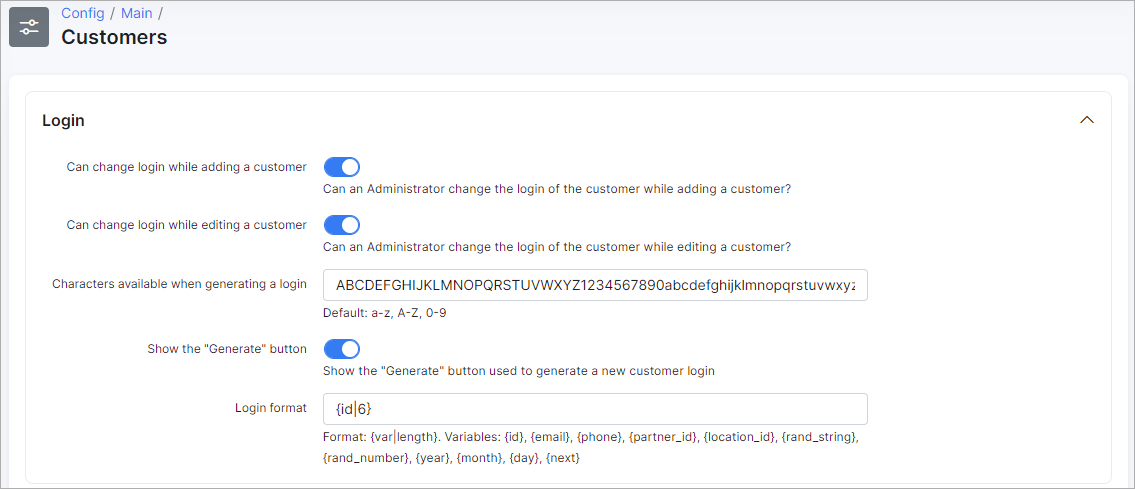 Config / Main /
Customers
Login
Can change login while adding a customer
Can an Administrator change the login of the customer while adding a customer?
Can change login while editing a customer
Can an Administrator change the login of the customer while editing a customer?
Characters available when generating a login
ABCDEFGHIJKLMNOPQRSTUVWXYZ1234567890abcdefghijklmnopqrstuvwxyz
Default: a-z, A-Z, 0-9
Show the "Generate" button
Show the "Generate" button used to generate a new customer login
Login format
{id|6}
Format: {var|length}. Variables: {id}, {email}, {phone}, {partner_id}, {location_id}, {rand_string},
{rand_number}, {year}, {month}, {day}, {next}